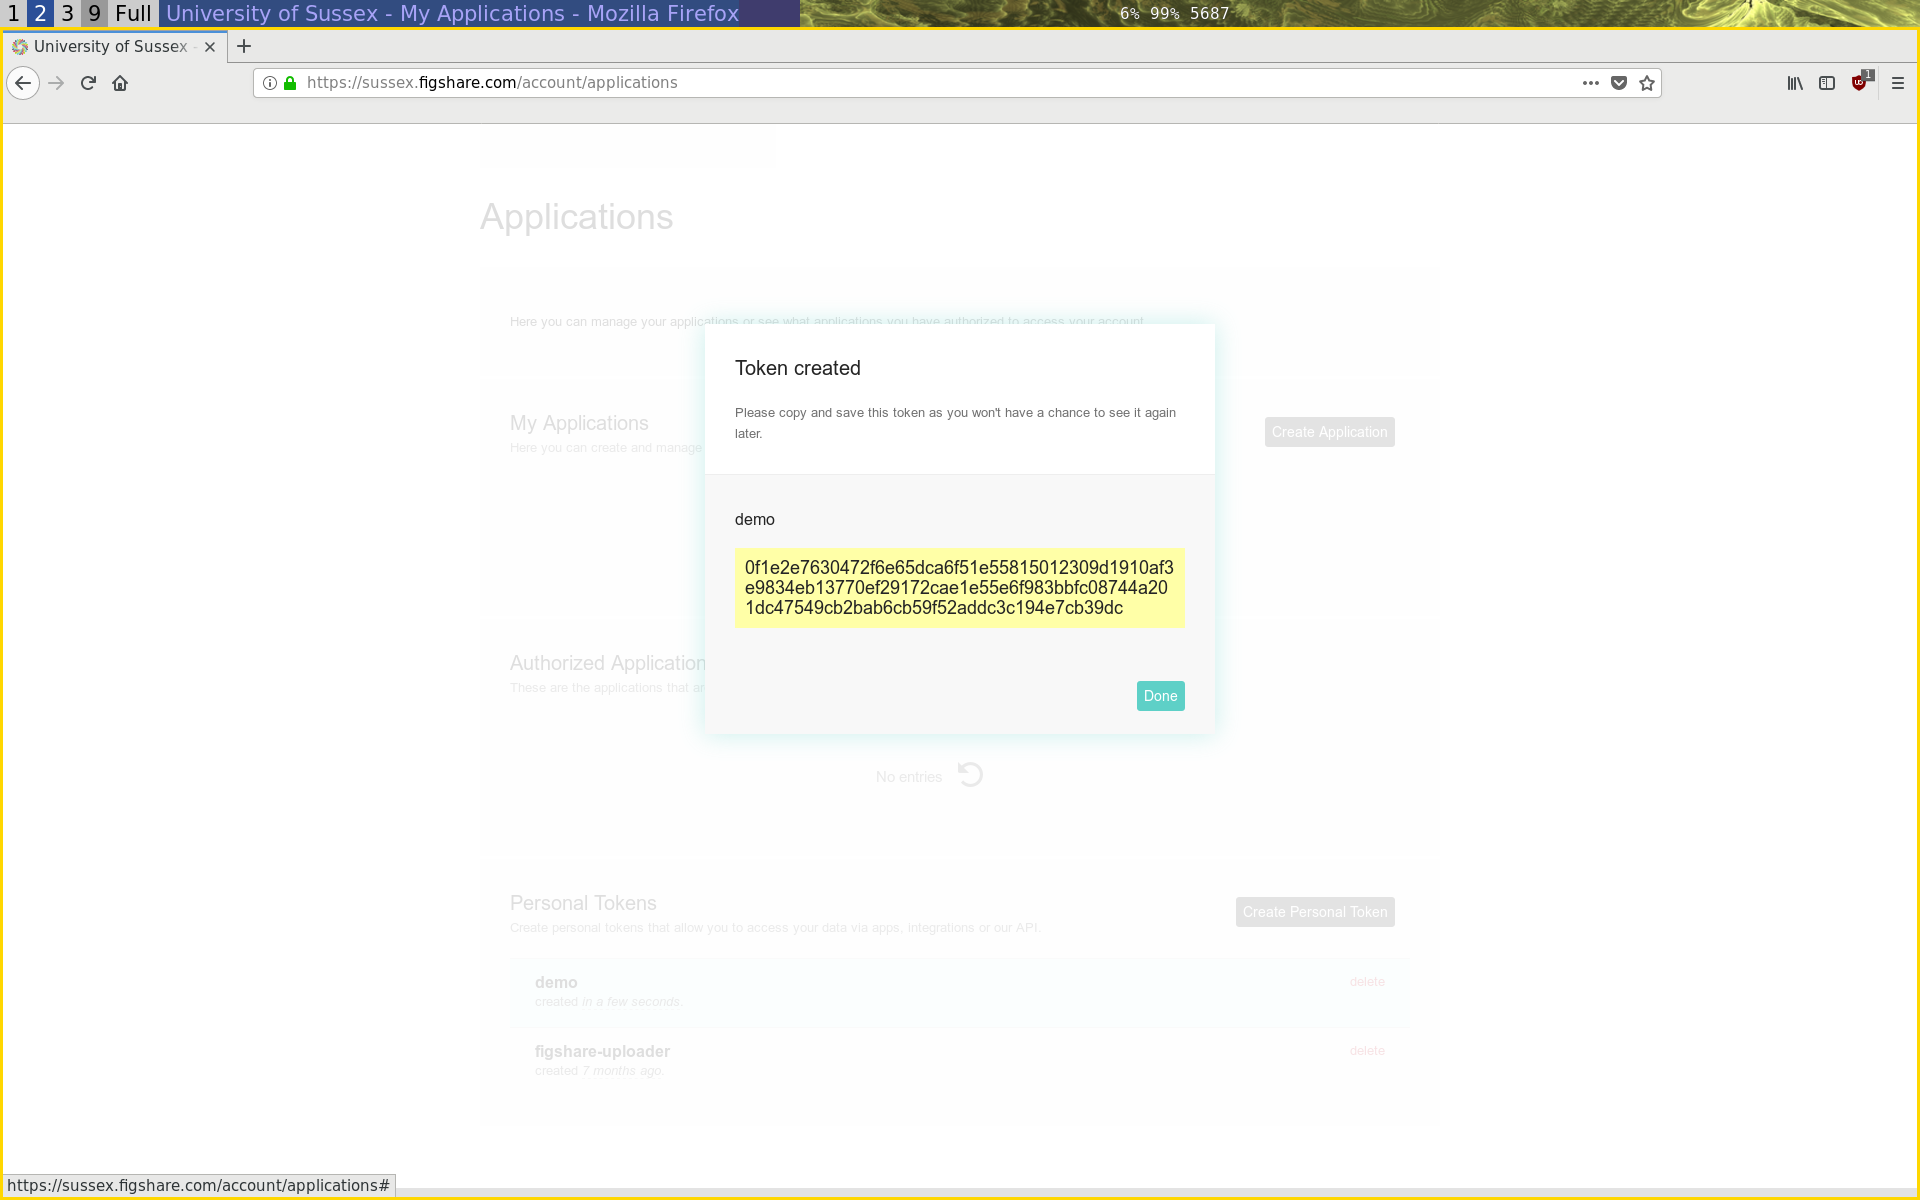 1 2 3 9 Full University of Sussex - My Applications - Mozilla Firefox 6% 99% 5687
University of Sussex -
https://sussex.figshare.com/account/applications
1
Applications
Here you can manage your applications or see what applications you have authorized to access your account
Token created
Please copy and save this token as you won't have a chance to see it again
later.
My Applications
Here you can create and manage
Create Application
demo
0f1e2e7630472f6e65dca6f51e55815012309d1910af3
e9834eb13770ef29172cae1e55e6f983bbfc08744a20
1dc47549cb2bab6cb59f52addc3c194e7cb39dc
Authorized Application
These are the applications that ar
Done
No entries
Personal Tokens
Create personal tokens that allow you to access your data via apps, integrations or our API.
Create Personal Token
demo
created in a few seconds.
delete
figshare-uploader
created 7 months ago.
delete
https://sussex.figshare.com/account/applications#